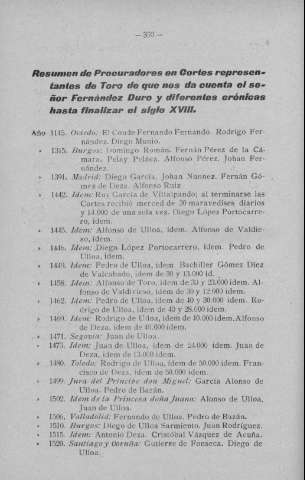 — 300 —
Resumen de Procuradores en Cortes represen-
tantes de Toro de que nos da cuenta el se-
ñor Fernández Duro y diferentes crónicas
hasta finalizar el siglo XVIII.
Año 1145. Oviedo: El Conde Fernando Fernando. Rodrigo Fer-
nández. Diego Munio.
» 1315. Burgos: Domingo Román. Fernán Pérez de la Cá-
mara. Pelay Peláez. Alfonso Pérez. Johan Fer-
nández.
» 1391. Madrid: Diego García. Johan Nunnez. Fernán Gó-
mez de Deza. Alfonso Ruiz.
» 1442. Idem: Ruy García de Villalpando, al terminarse las
Cortes recibió merced de 30 maravedises diarios
y 14.000 de una sola vez. Diego López Portocarre-
ro, idem.
» 1445. Idem: Alfonso de Ulloa, idem. Alfonso de Valdie-
so, idem.
» 1446. Idem: Diego López Portocarrero, idem. Pedro de
Ulloa, idem.
» 1448. Idem: Pedro de Ulloa, idem. Bachiller Gómez Diez
de Valcabado, idem de 30 y 13.000 id.
» 1458. Idem: Alfonso de Toro, idem de 30 y 23.000 idem. Al-
fonso de Valdivieso, idem de 30 y 12.000 idem.
» 1462. Idem: Pedro de Ulloa, idem de 40 y 30.000 idem. Ro-
drigo de Ulloa, idem de 40 y 28.000 idem.
» 1469. Idem: Rodrigo de Ulloa, idem de 40.000 idem. Alfonso
de Deza, idem de 40.000 idem.
» 1471. Segovia: Juan de Ulloa.
» 1473. Idem: Juan de Ulloa, idem de 24.000 idem. Juan de
Deza, idem de 13.000 idem.
» 1480. Toledo: Rodrigo de Ulloa, idem de 50.000 idem. Fran-
cisco de Deza, idem de 50.000 idem.
» 1499. Jura del Príncipe don Miguel: García Alonso de
Ulloa. Pedro de Bazán.
» 1502. Idem de la Princesa doña Juana: Alonso de Ulloa,
Juan de Ulloa.
» 1506. Valladolid: Fernando de Ulloa. Pedro de Bazán.
» 1510. Burgos: Diego de Ulloa Sarmiento. Juan Rodríguez.
» 1515. Idem: Antonio Deza. Cristóbal Vázquez de Acuña.
» 1520. Santiago y Coruña: Gutierre de Fonseca. Diego de
Ulloa.